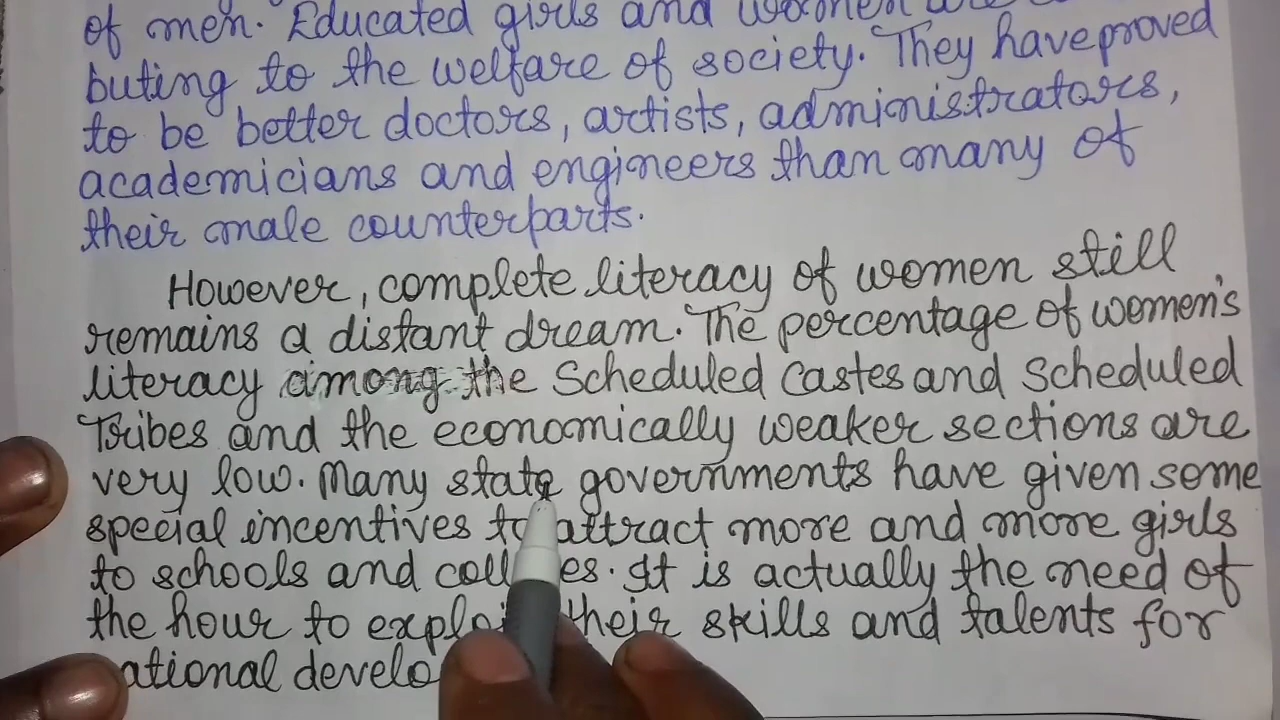 of men. Educated girls and women
buting to the welfare of society. They have proved
to be better doctors, artists, administrators,
academicians and engineers than many of
their male counterparts.
However, complete literacy of women still
remains a distant dream. The percentage of women's
literacy among the Scheduled Castes and Scheduled
Tribes and the economically weaker sections are
very low. Many state governments have given some
special incentives to attract more and more girls
to schools and coll es. It is actually the need of
the hour to exploi their skills and talents for
ational develo